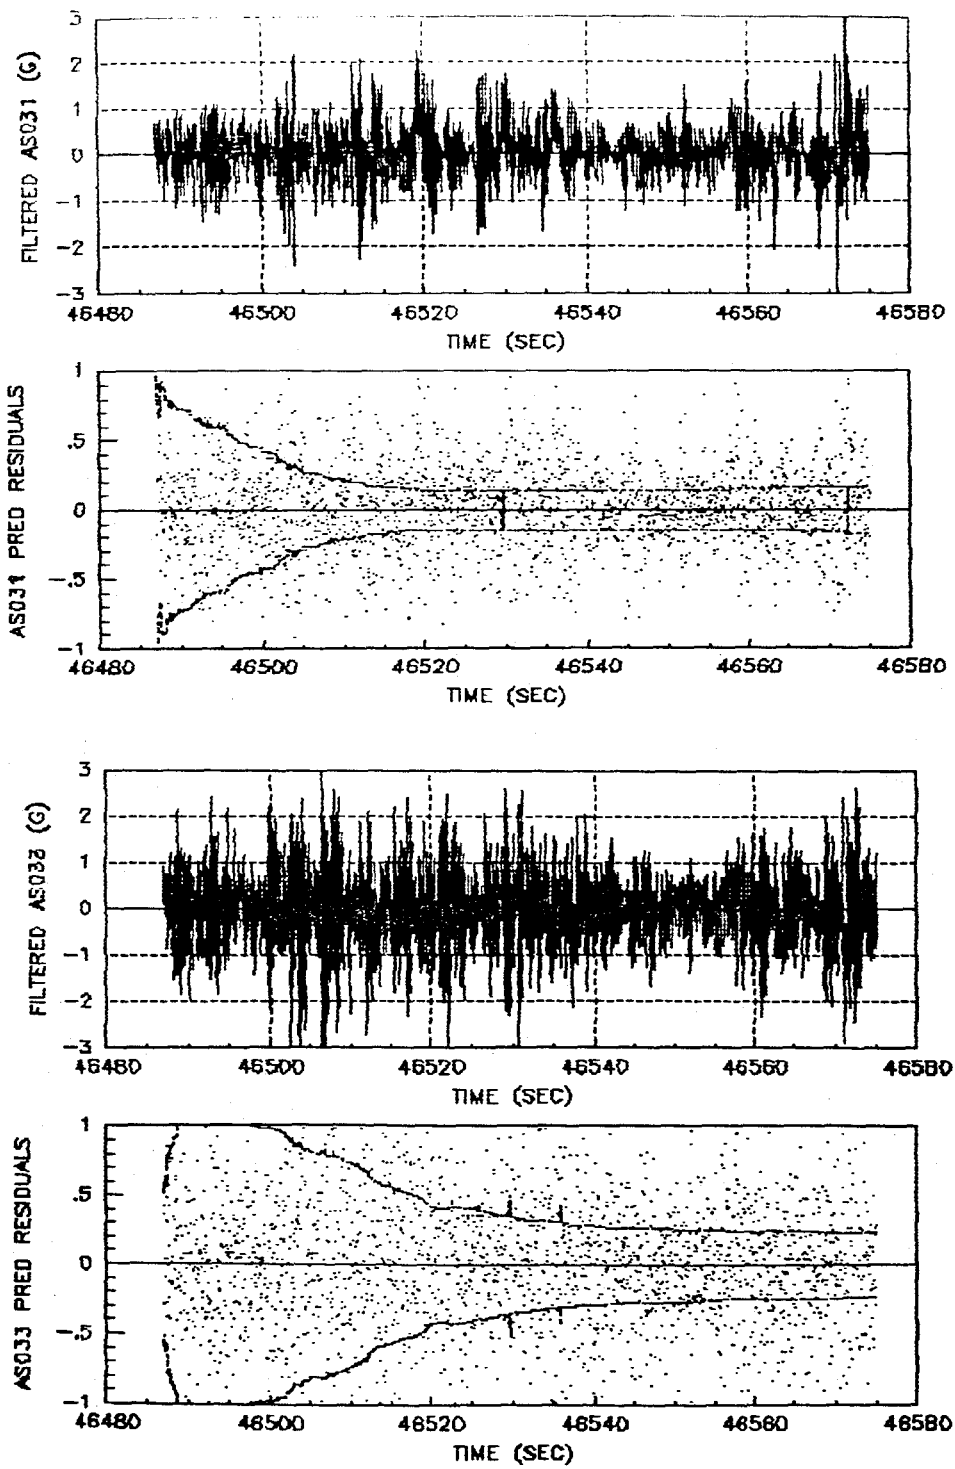 3
2
1
0
-1
-2
-3
FILTERED AS031 (G)
46480 46500 46520 46540 46560 46580
TIME (SEC)
1
.5
0
-.5
-1
AS031 PRED RESIDUALS
46480 46500 46520 46540 46560 46580
TIME (SEC)
3
2
1
0
-1
-2
-3
FILTERED AS033 (G)
46480 46500 46520 46540 46560 46580
TIME (SEC)
1
.5
0
-.5
-1
AS033 PRED RESIDUALS
46480 46500 46520 46540 46560 46580
TIME (SEC)